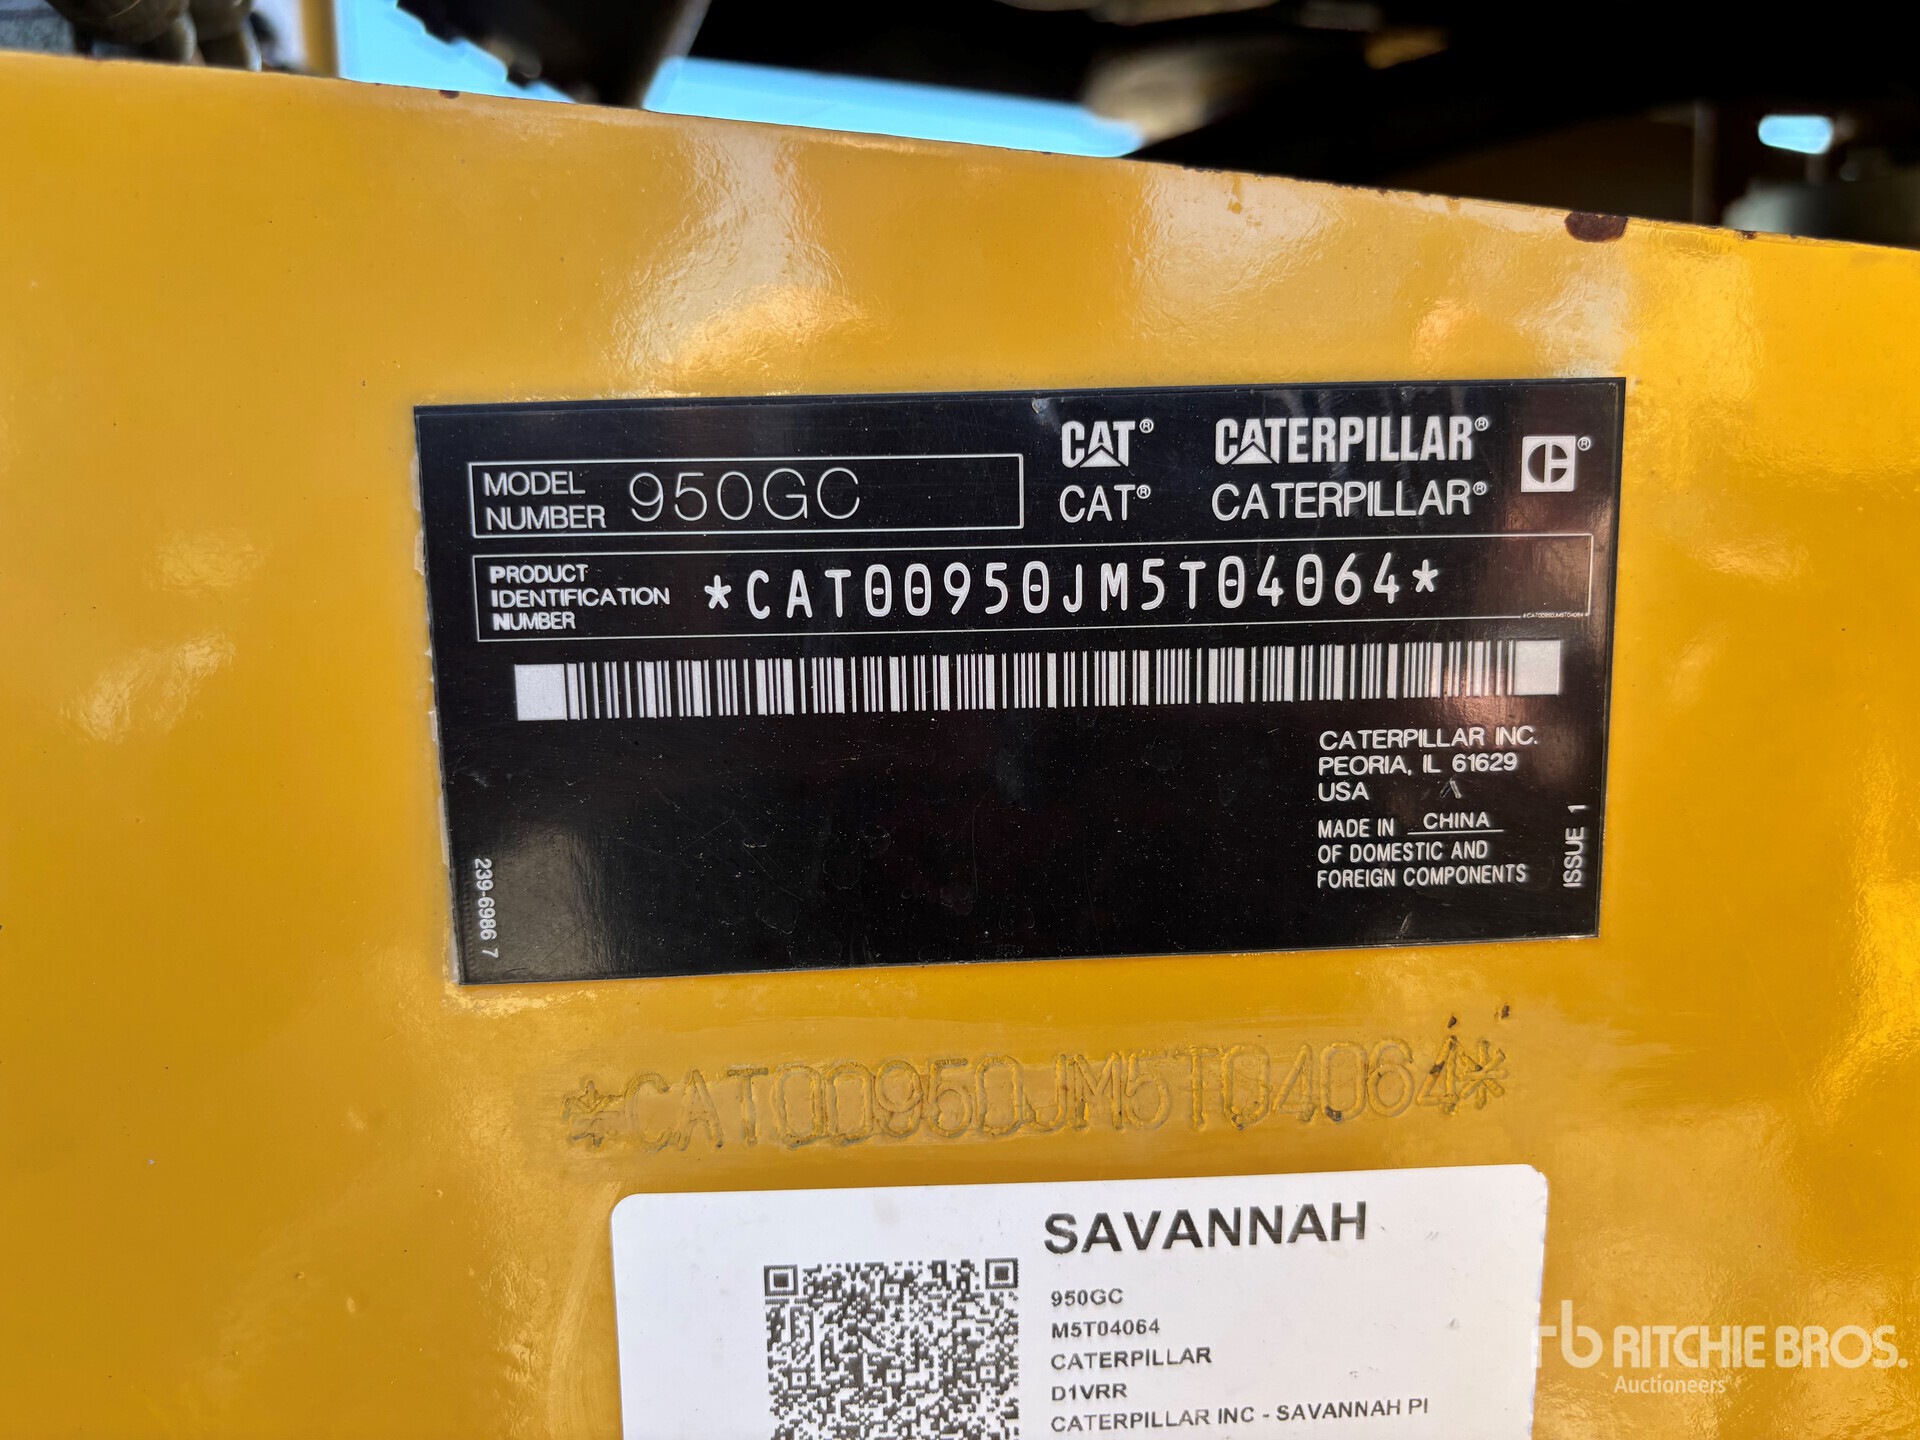 MODEL NUMBER 950GC
CAT® CATERPILLAR® ®
CAT® CATERPILLAR®
PRODUCT IDENTIFICATION NUMBER *CAT00950JM5T04064*
*CAT00950JM5T04064*
CATERPILLAR INC.
PEORIA, IL 61629
USA
MADE IN CHINA
OF DOMESTIC AND
FOREIGN COMPONENTS
ISSUE 1
239-6986 7
*CAT00950JM5T04064*
SAVANNAH
950GC
M5T04064
CATERPILLAR
D1VRR
CATERPILLAR INC - SAVANNAH PI
rb RITCHIE BROS.
Auctioneers